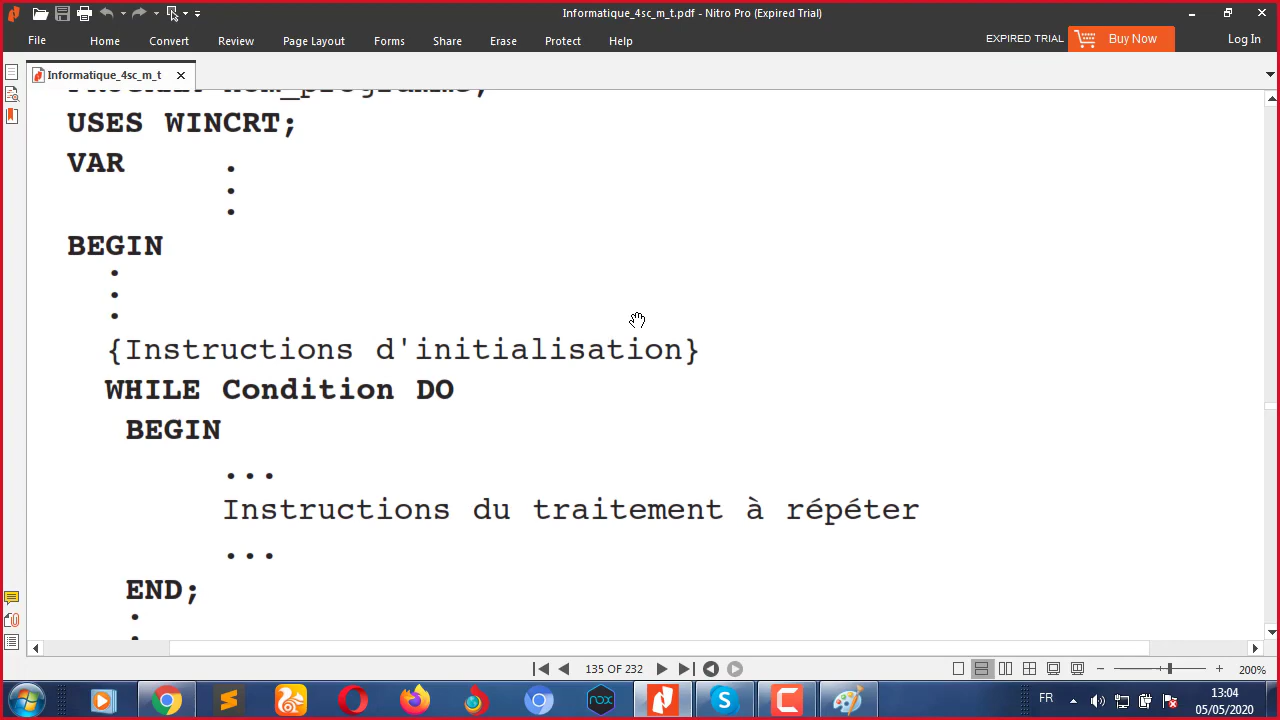 Informatique_4sc_m_t.pdf - Nitro Pro (Expired Trial)
File Home Convert Review Page Layout Forms Share Erase Protect Help EXPIRED TRIAL Buy Now Log In
Informatique_4sc_m_t
USES WINCRT;
VAR
.
.
.
BEGIN
.
.
.
{Instructions d'initialisation}
WHILE Condition DO
BEGIN
...
Instructions du traitement à répéter
...
END;
.
.
135 OF 232
200%
FR
13:04
05/05/2020